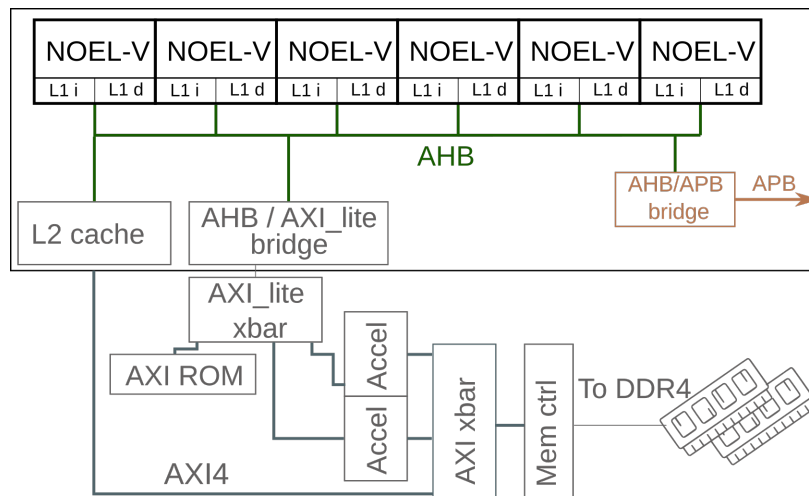 NOEL-V NOEL-V NOEL-V NOEL-V NOEL-V NOEL-V
L1 i L1 d L1 i L1 d L1 i L1 d L1 i L1 d L1 i L1 d L1 i L1 d
AHB
AHB/APB
bridge
APB
L2 cache
AHB / AXI_lite
bridge
AXI_lite
xbar
AXI ROM
Accel
Accel
AXI xbar
Mem ctrl
To DDR4
AXI4